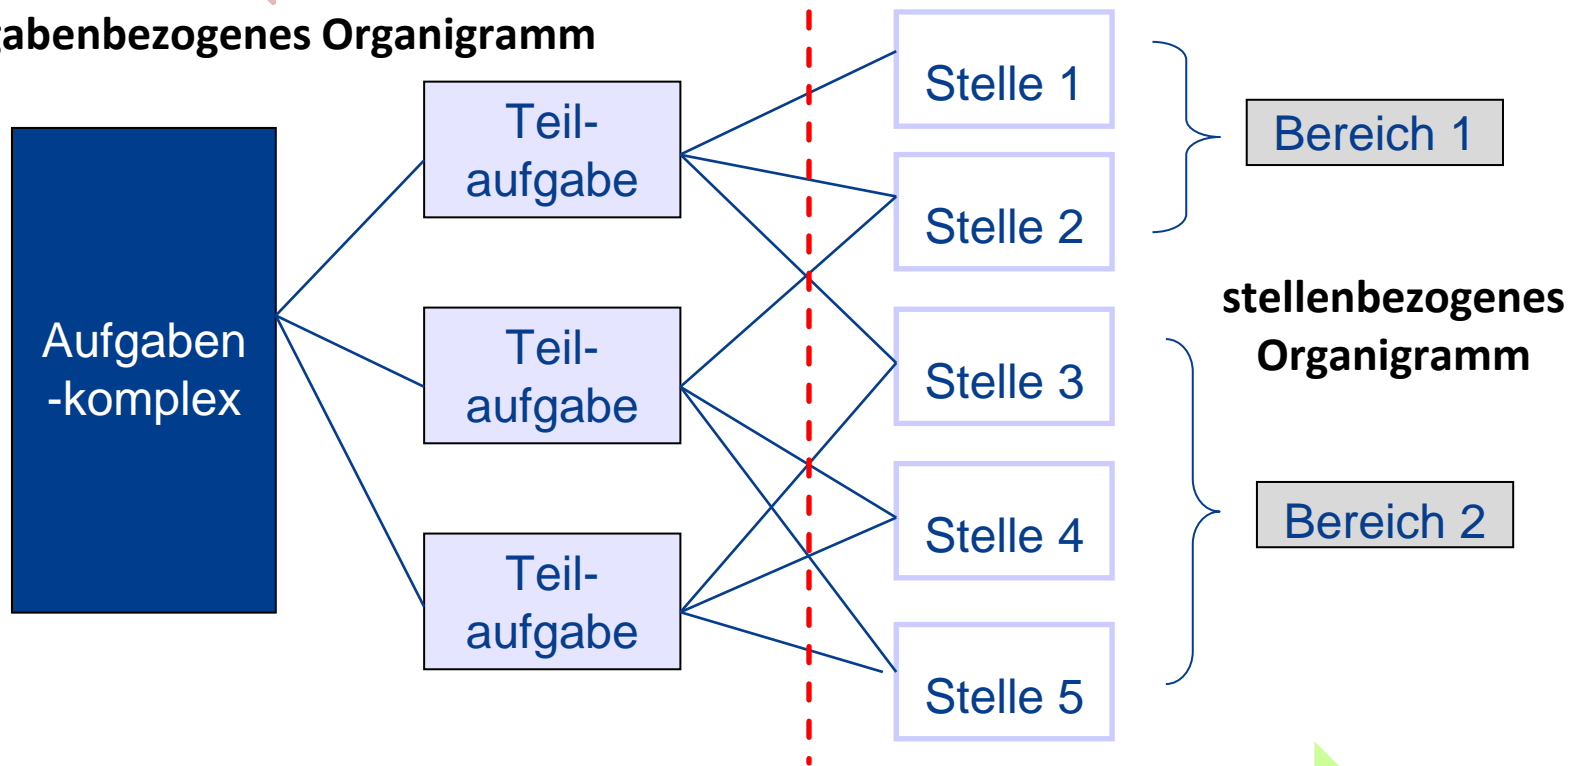 gabenbezogenes Organigramm
Aufgaben
-komplex
Teil-
aufgabe
Teil-
aufgabe
Teil-
aufgabe
Stelle 1
Stelle 2
Stelle 3
Stelle 4
Stelle 5
Bereich 1
stellenbezogenes
Organigramm
Bereich 2